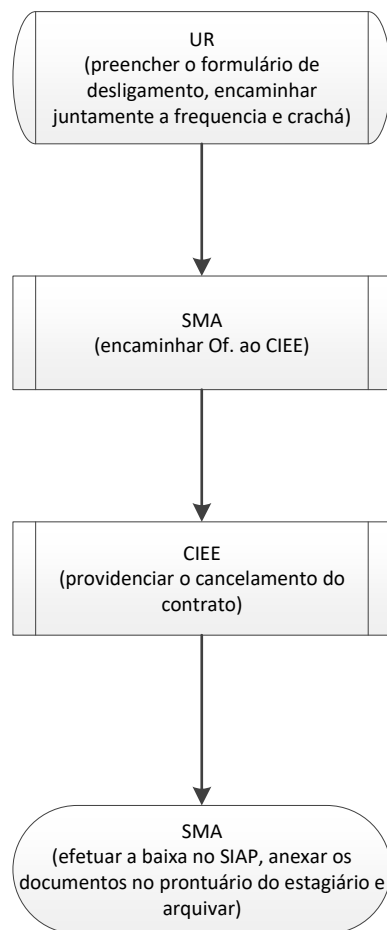 UR
(preencher o formulário de
desligamento, encaminhar
juntamente a frequencia e crachá)
SMA
(encaminhar Of. ao CIEE)
CIEE
(providenciar o cancelamento do
contrato)
SMA
(efetuar a baixa no SIAP, anexar os
documentos no prontuário do estagiário e
arquivar)